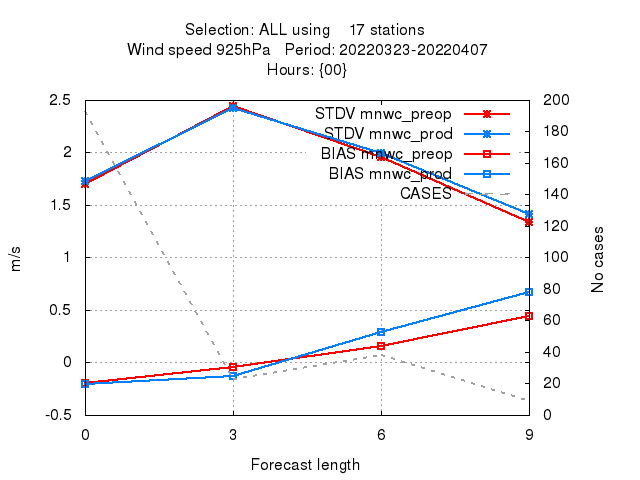 Selection: ALL using    17 stations
Wind speed 925hPa   Period: 20220323-20220407
Hours: {00}
2.5
2
1.5
1
0.5
0
-0.5
200
180
160
140
120
100
80
60
40
20
0
STDV mnwc_preop
STDV mnwc_prod
BIAS mnwc_preop
BIAS mnwc_prod
CASES
m/s
No cases
0 3 6 9
Forecast length